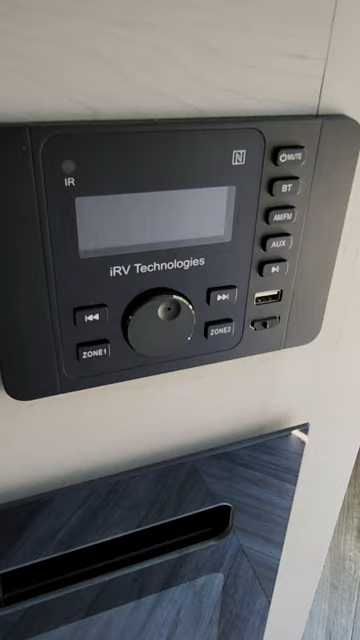 IR
N
MUTE
BT
AM/FM
AUX
iRV Technologies
ZONE1
ZONE2